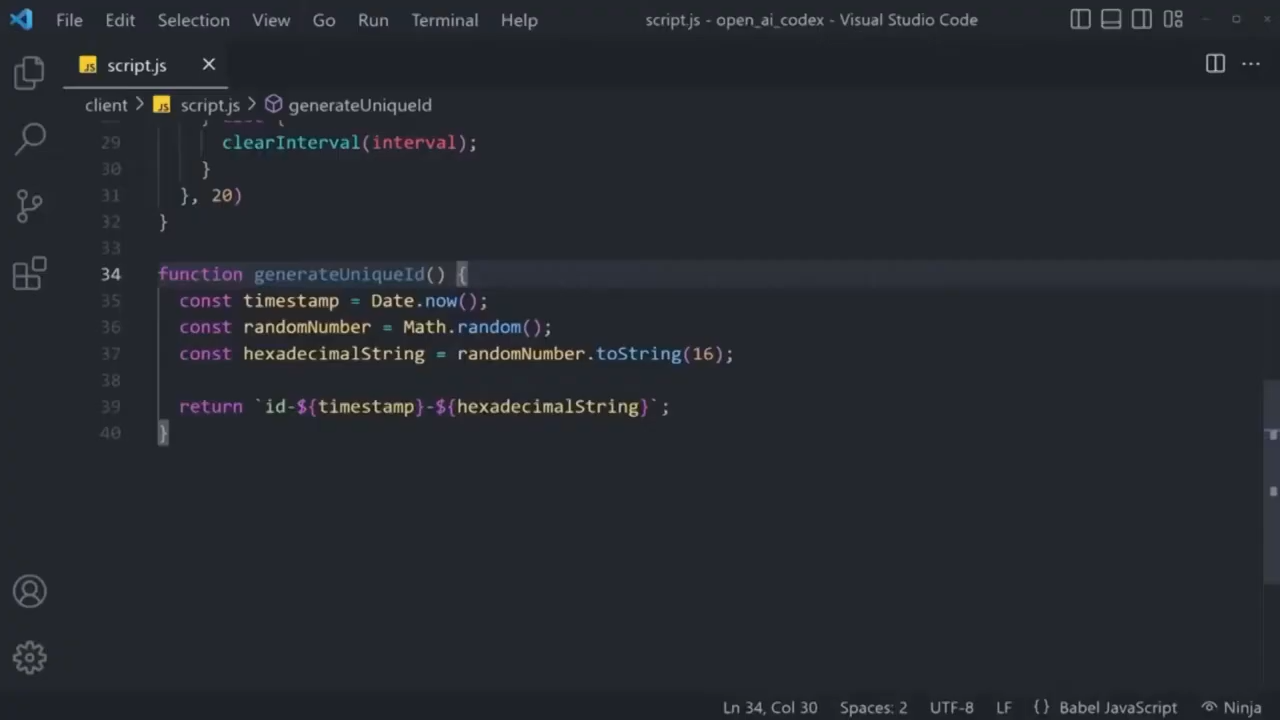 File Edit Selection View Go Run Terminal Help script.js - open_ai_codex - Visual Studio Code
JS script.js
client > JS script.js > generateUniqueId
29 clearInterval(interval);
30 }
31 }, 20)
32 }
33
34 function generateUniqueId() {
35 const timestamp = Date.now();
36 const randomNumber = Math.random();
37 const hexadecimalString = randomNumber.toString(16);
38
39 return `id-${timestamp}-${hexadecimalString}`;
40 }
Ln 34, Col 30 Spaces: 2 UTF-8 LF {} Babel JavaScript Ninja